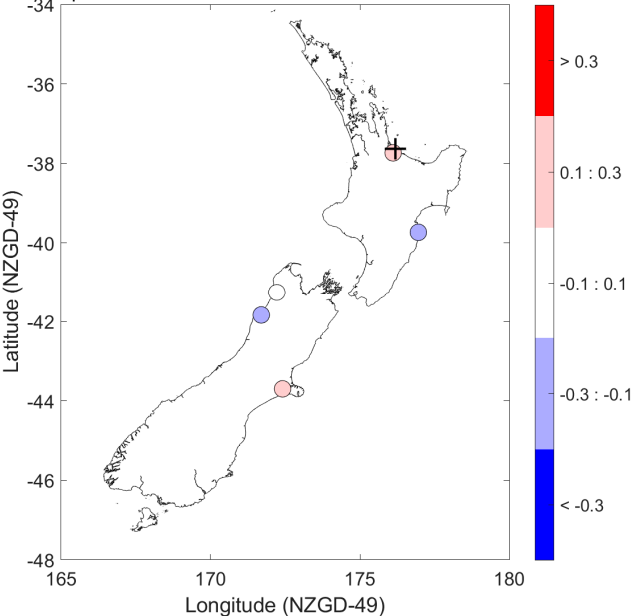 -34
-36
-38
-40
-42
-44
-46
-48
165
170
175
180
Longitude (NZGD-49)
Latitude (NZGD-49)
> 0.3
0.1 : 0.3
-0.1 : 0.1
-0.3 : -0.1
< -0.3